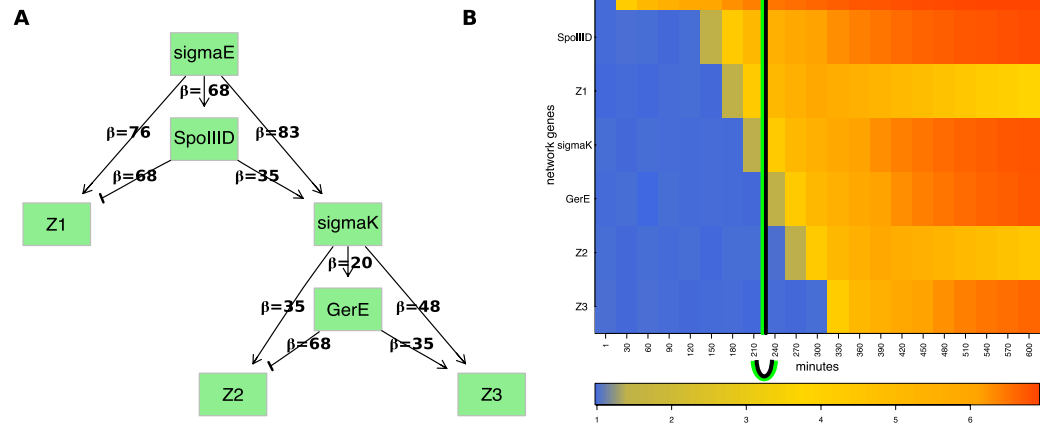 A
sigmaE
β= 68
β=76
β=83
SpoIIID
β=68
β=35
Z1
sigmaK
β=20
β=35
β=48
GerE
β=68
β=35
Z2
Z3
B
network genes
SpoIIID
Z1
sigmaK
GerE
Z2
Z3
1 30 60 90 120 150 180 210 240 270 300 330 360 390 420 450 480 510 540 570 600
minutes
1 2 3 4 5 6